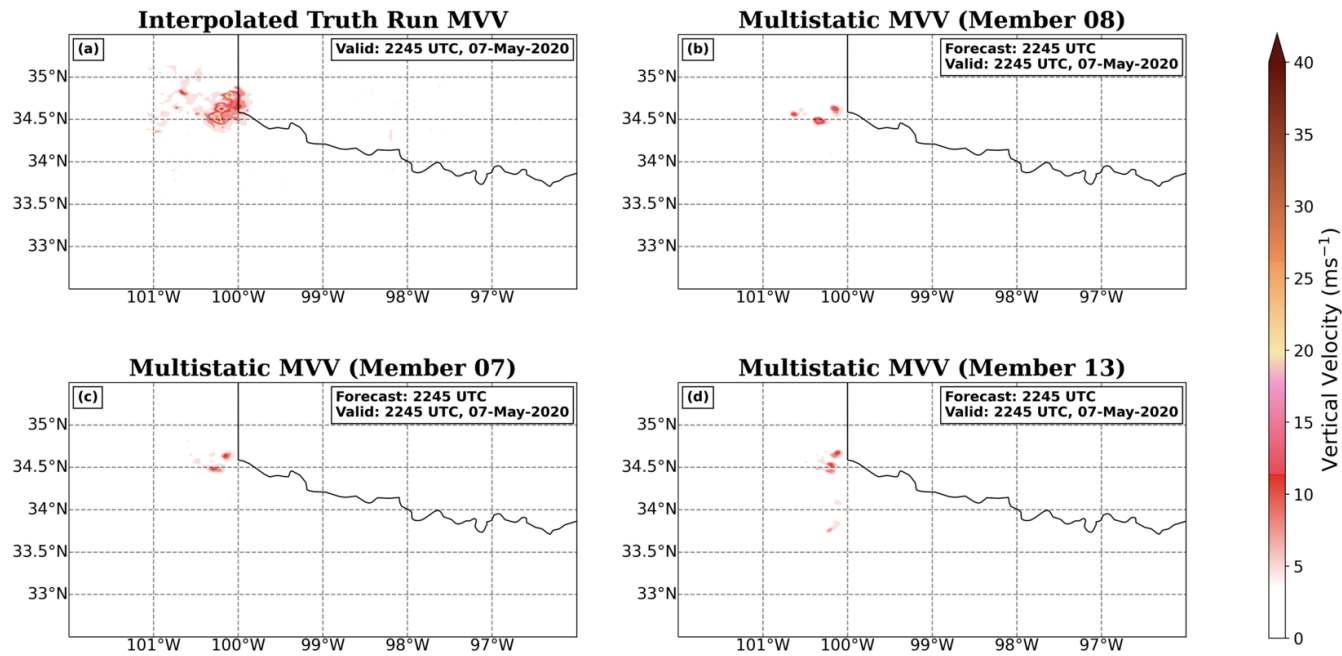 Interpolated Truth Run MVV
(a)
Valid: 2245 UTC, 07-May-2020
35°N
34.5°N
34°N
33.5°N
33°N
101°W 100°W 99°W 98°W 97°W
Multistatic MVV (Member 08)
(b)
Forecast: 2245 UTC
Valid: 2245 UTC, 07-May-2020
35°N
34.5°N
34°N
33.5°N
33°N
101°W 100°W 99°W 98°W 97°W
Multistatic MVV (Member 07)
(c)
Forecast: 2245 UTC
Valid: 2245 UTC, 07-May-2020
35°N
34.5°N
34°N
33.5°N
33°N
101°W 100°W 99°W 98°W 97°W
Multistatic MVV (Member 13)
(d)
Forecast: 2245 UTC
Valid: 2245 UTC, 07-May-2020
35°N
34.5°N
34°N
33.5°N
33°N
101°W 100°W 99°W 98°W 97°W
40
35
30
25
20
15
10
5
0
Vertical Velocity (ms⁻¹)